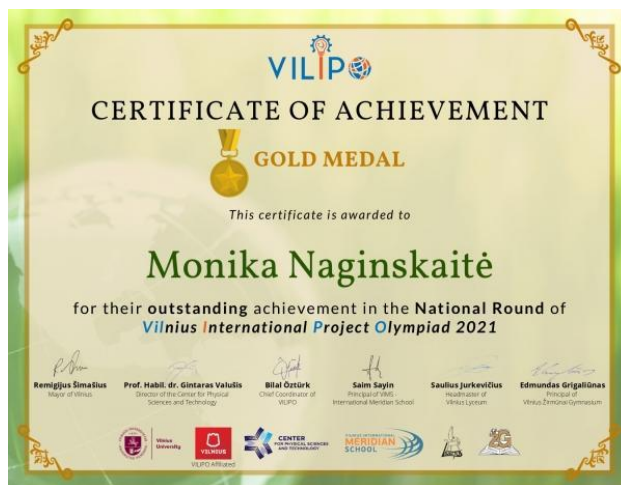 VILIPO
CERTIFICATE OF ACHIEVEMENT
GOLD MEDAL
This certificate is awarded to
Monika Naginskaitė
for their outstanding achievement in the National Round of
Vilnius International Project Olympiad 2021
Remigijus Šimašius
Mayor of Vilnius
Prof. Habil. dr. Gintaras Valušis
Director of the Center for Physical
Sciences and Technology
Bilal Öztürk
Chief Coordinator of
VILIPO
Saim Sayin
Principal of VIMS -
International Meridian School
Saulius Jurkevičius
Headmaster of
Vilnius Lyceum
Edmundas Grigaliūnas
Principal of
Vilnius Žirmūnai Gymnasium
Vilnius
University
VILNIUS
VILIPO Affiliated
CENTER
FOR PHYSICAL SCIENCES
AND TECHNOLOGY
VILNIUS INTERNATIONAL
MERIDIAN
SCHOOL
ŽG